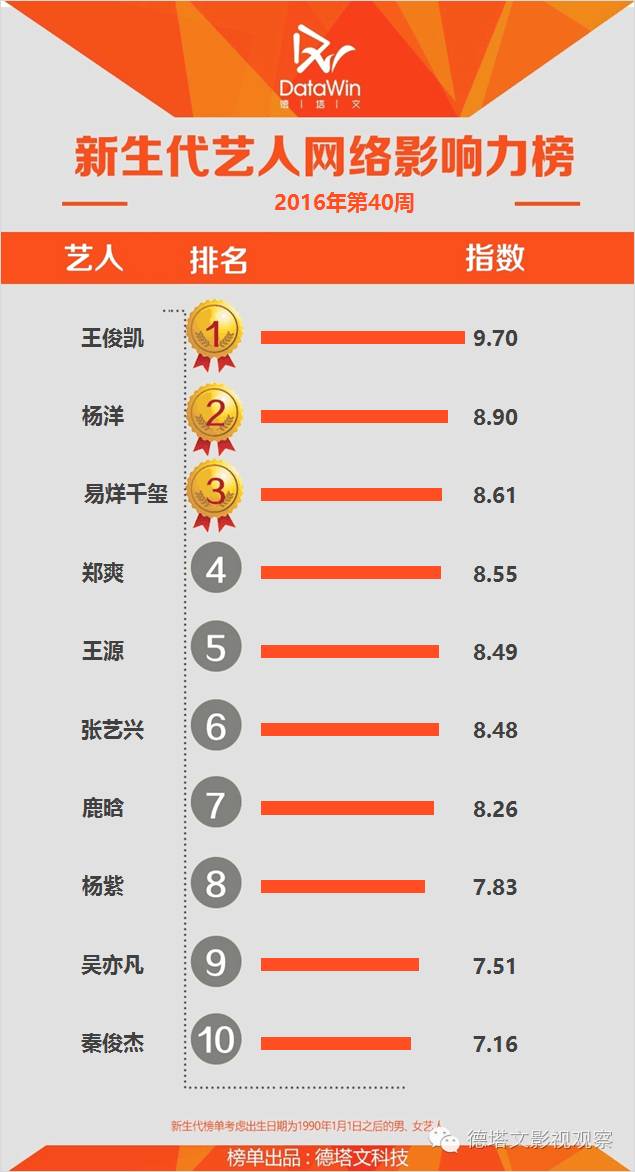 DataWin
德 | 塔 | 文
新生代艺人网络影响力榜
2016年第40周
艺人 排名 指数
王俊凯 1 9.70
杨洋 2 8.90
易烊千玺 3 8.61
郑爽 4 8.55
王源 5 8.49
张艺兴 6 8.48
鹿晗 7 8.26
杨紫 8 7.83
吴亦凡 9 7.51
秦俊杰 10 7.16
新生代榜单考虑出生日期为1990年1月1日之后的男、女艺人
德塔文影视观察
榜单出品：德塔文科技